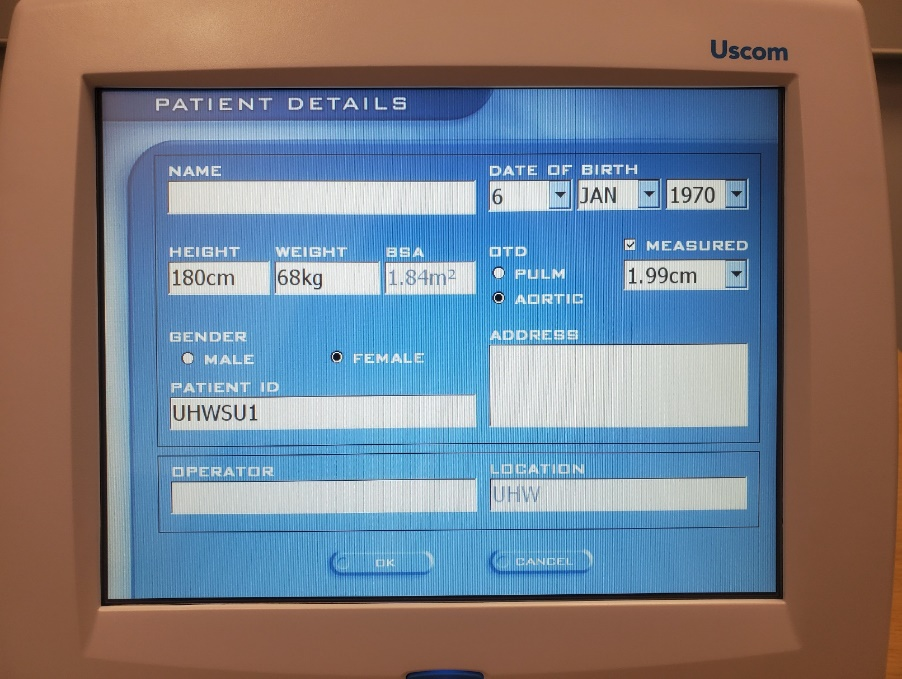 Uscom
PATIENT DETAILS
NAME
DATE OF BIRTH
6 JAN 1970
HEIGHT WEIGHT BSA
180cm 68kg 1.84m²
OTD
MEASURED
PULM
1.99cm
AORTIC
GENDER
MALE FEMALE
ADDRESS
PATIENT ID
UHWSU1
OPERATOR
LOCATION
UHW
OK CANCEL